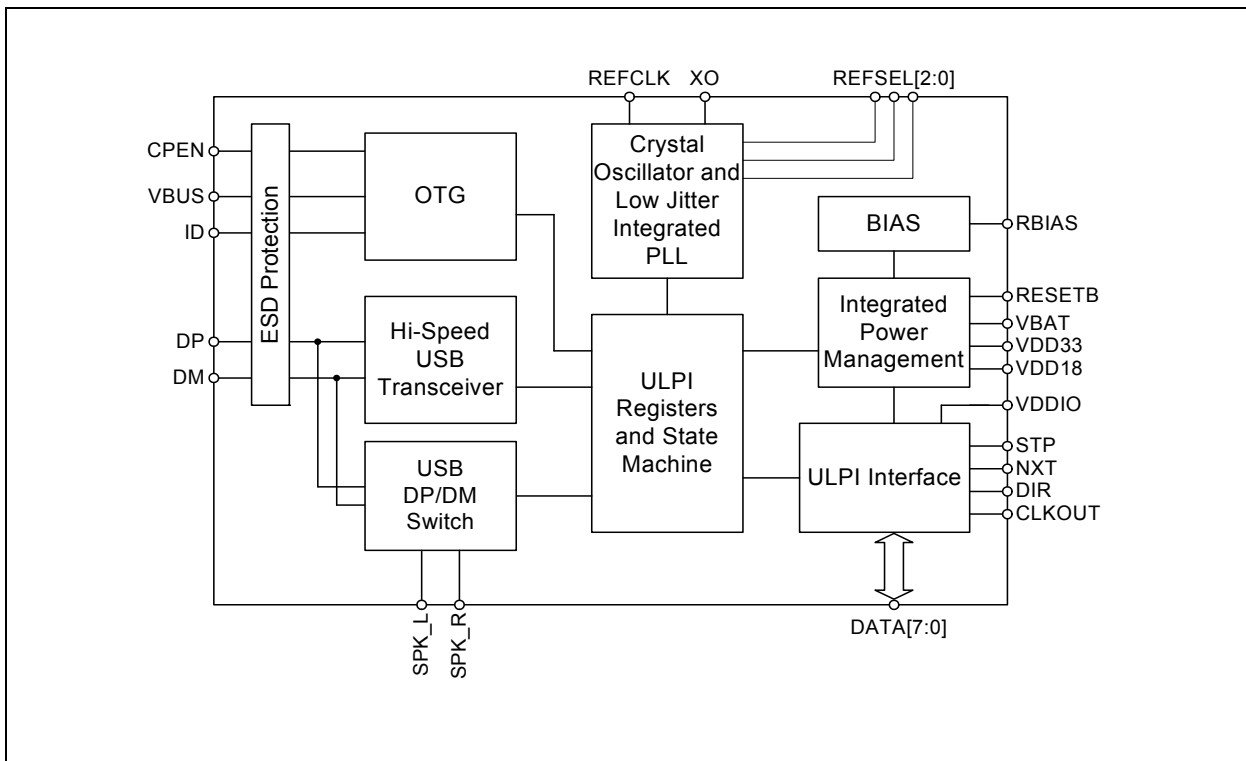 REFCLK XO REFSEL[2:0]
CPEN
VBUS
ID
DP
DM
ESD Protection
OTG
Hi-Speed
USB
Transceiver
USB
DP/DM
Switch
SPK_L
SPK_R
Crystal
Oscillator and
Low Jitter
Integrated
PLL
ULPI
Registers
and State
Machine
BIAS
Integrated
Power
Management
ULPI Interface
RBIAS
RESETB
VBAT
VDD33
VDD18
VDDIO
STP
NXT
DIR
CLKOUT
DATA[7:0]